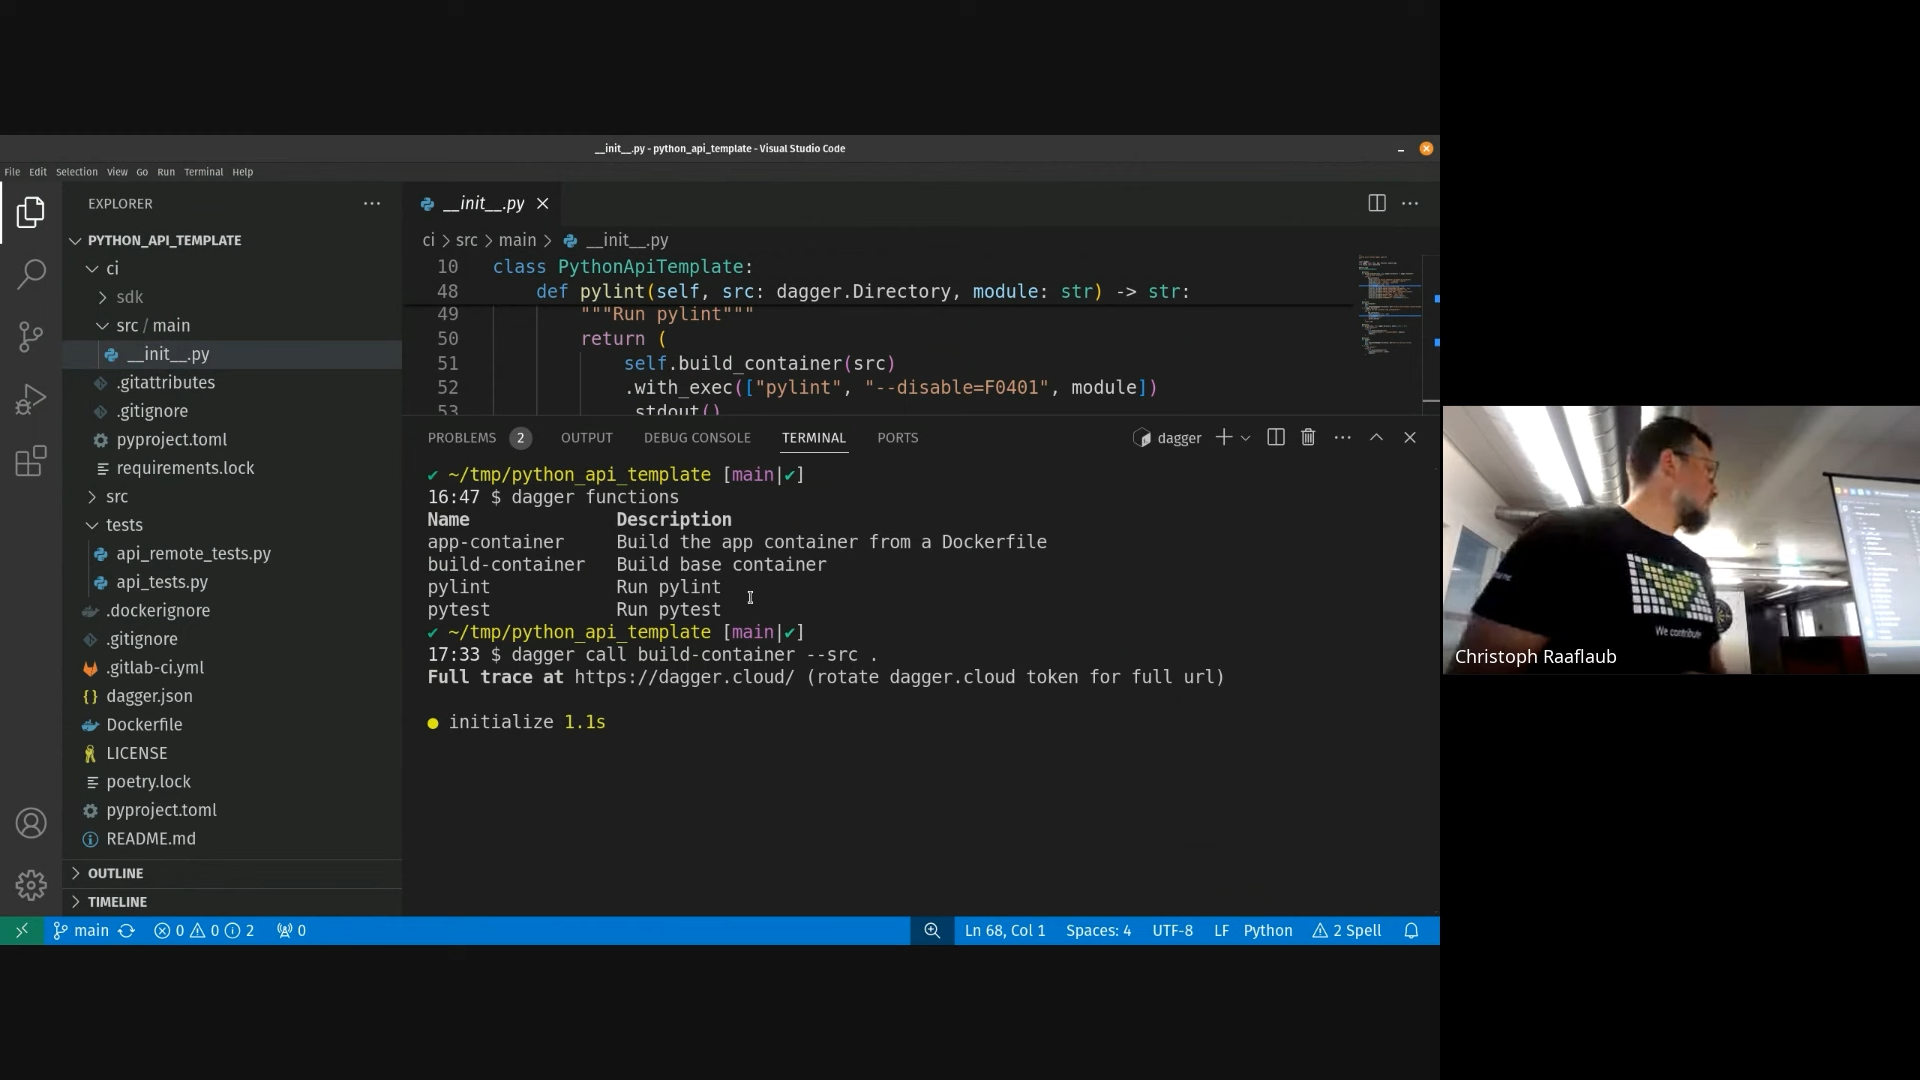 __init__.py - python_api_template - Visual Studio Code
File Edit Selection View Go Run Terminal Help
EXPLORER
PYTHON_API_TEMPLATE
ci
sdk
src / main
__init__.py
.gitattributes
.gitignore
pyproject.toml
requirements.lock
src
tests
api_remote_tests.py
api_tests.py
.dockerignore
.gitignore
.gitlab-ci.yml
dagger.json
Dockerfile
LICENSE
poetry.lock
pyproject.toml
README.md
OUTLINE
TIMELINE
__init__.py
ci > src > main > __init__.py
10 class PythonApiTemplate:
48 def pylint(self, src: dagger.Directory, module: str) -> str:
49 """Run pylint"""
50 return (
51 self.build_container(src)
52 .with_exec(["pylint", "--disable=F0401", module])
53 .stdout()
PROBLEMS 2 OUTPUT DEBUG CONSOLE TERMINAL PORTS dagger
✔ ~/tmp/python_api_template [main|✔]
16:47 $ dagger functions
Name Description
app-container Build the app container from a Dockerfile
build-container Build base container
pylint Run pylint
pytest Run pytest
✔ ~/tmp/python_api_template [main|✔]
17:33 $ dagger call build-container --src .
Full trace at https://dagger.cloud/ (rotate dagger.cloud token for full url)
● initialize 1.1s
main 0 0 2 0 Ln 68, Col 1 Spaces: 4 UTF-8 LF Python 2 Spell
We contribute
Christoph Raaflaub